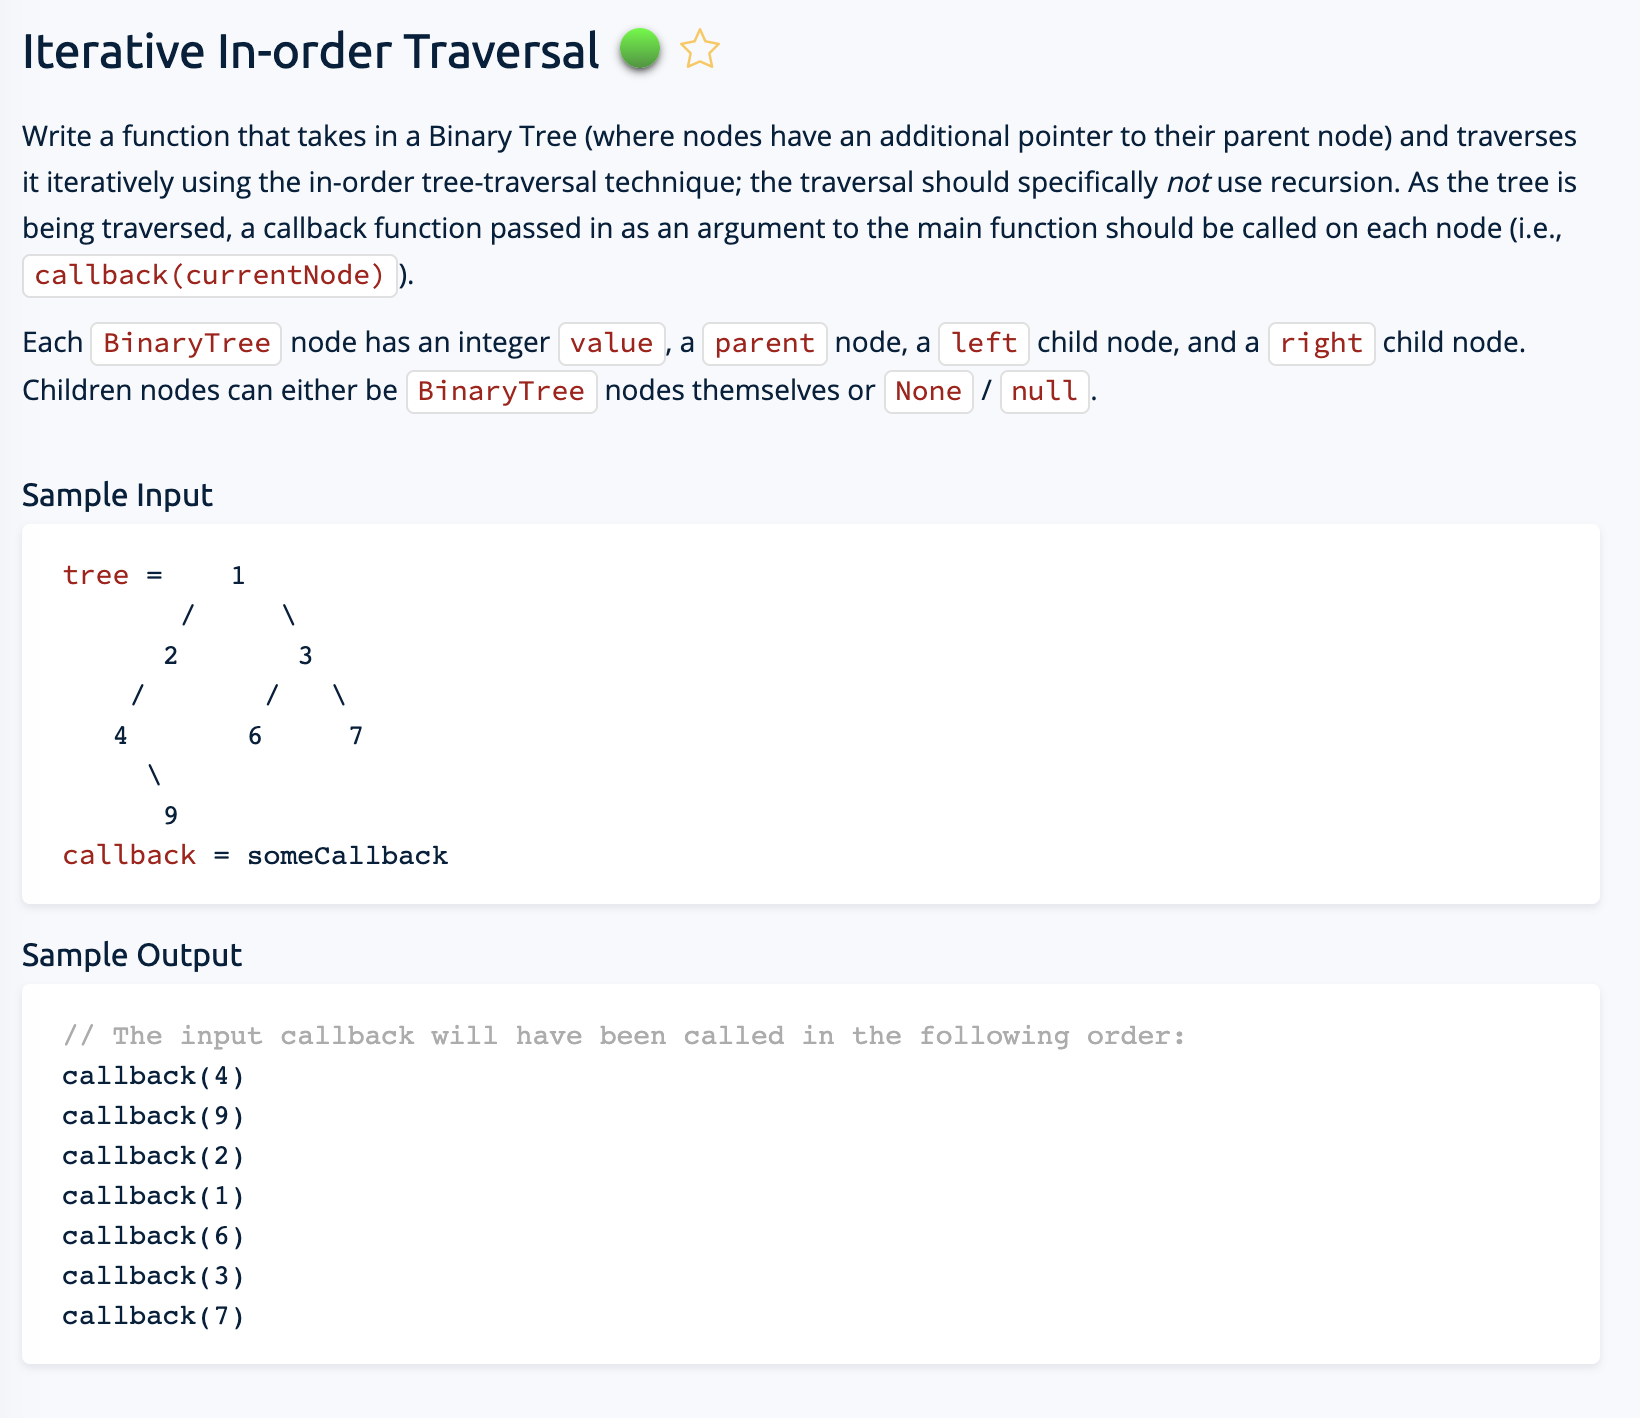 Iterative In-order Traversal
Write a function that takes in a Binary Tree (where nodes have an additional pointer to their parent node) and traverses
it iteratively using the in-order tree-traversal technique; the traversal should specifically not use recursion. As the tree is
being traversed, a callback function passed in as an argument to the main function should be called on each node (i.e.,
callback(currentNode) ).
Each BinaryTree node has an integer value , a parent node, a left child node, and a right child node.
Children nodes can either be BinaryTree nodes themselves or None / null .
Sample Input
tree =    1
       /     \
      2       3
    /       /   \
   4       6     7
     \
      9
callback = someCallback
Sample Output
// The input callback will have been called in the following order:
callback(4)
callback(9)
callback(2)
callback(1)
callback(6)
callback(3)
callback(7)